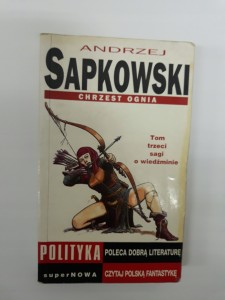 ANDRZEJ
SAPKOWSKI
CHRZEST OGNIA
Tom
trzeci
sagi
o wiedźminie
POLITYKA
POLECA DOBRĄ LITERATURĘ
superNOWA
CZYTAJ POLSKĄ FANTASTYKĘ